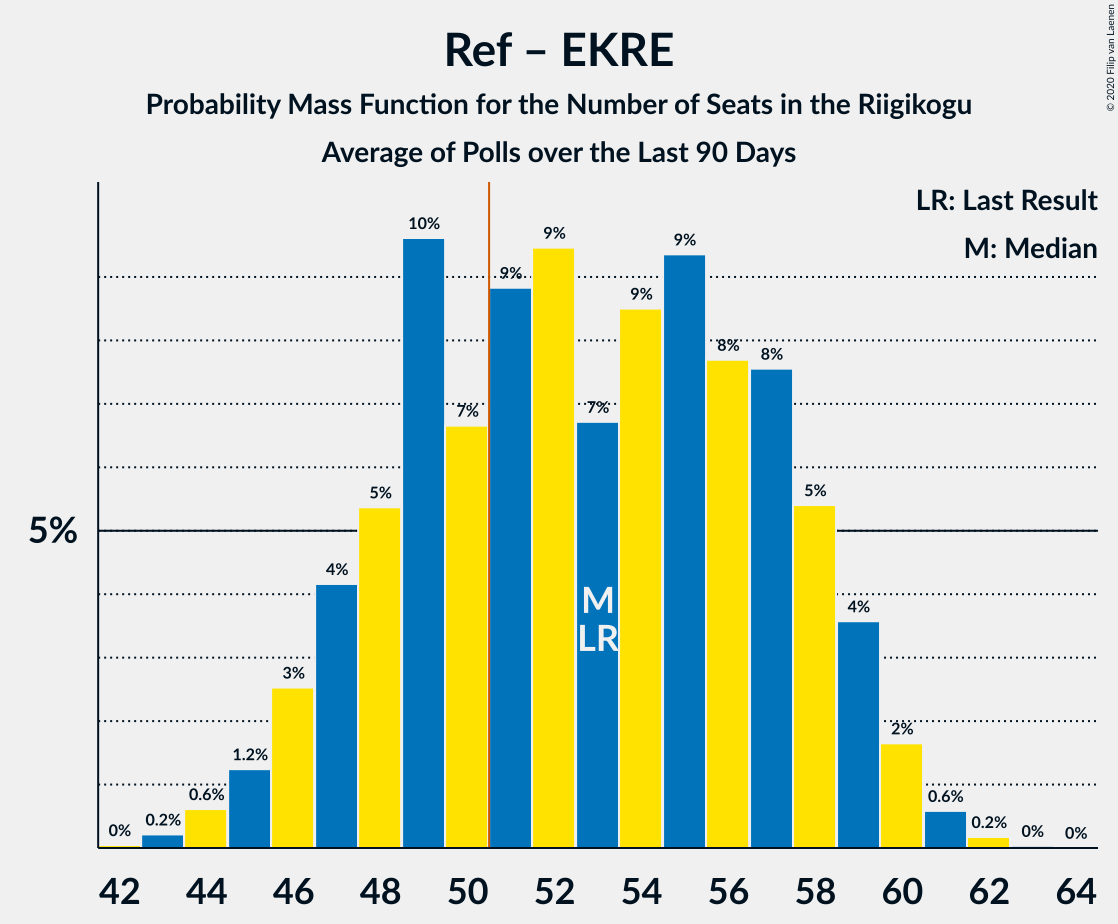 Ref – EKRE
Probability Mass Function for the Number of Seats in the Riigikogu
Average of Polls over the Last 90 Days
© 2020 Filip van Laenen
LR: Last Result
M: Median
5%
0%
0.2%
0.6%
1.2%
3%
4%
5%
10%
7%
9%
9%
7%
9%
9%
8%
8%
5%
4%
2%
0.6%
0.2%
0%
0%
M
LR
42 44 46 48 50 52 54 56 58 60 62 64